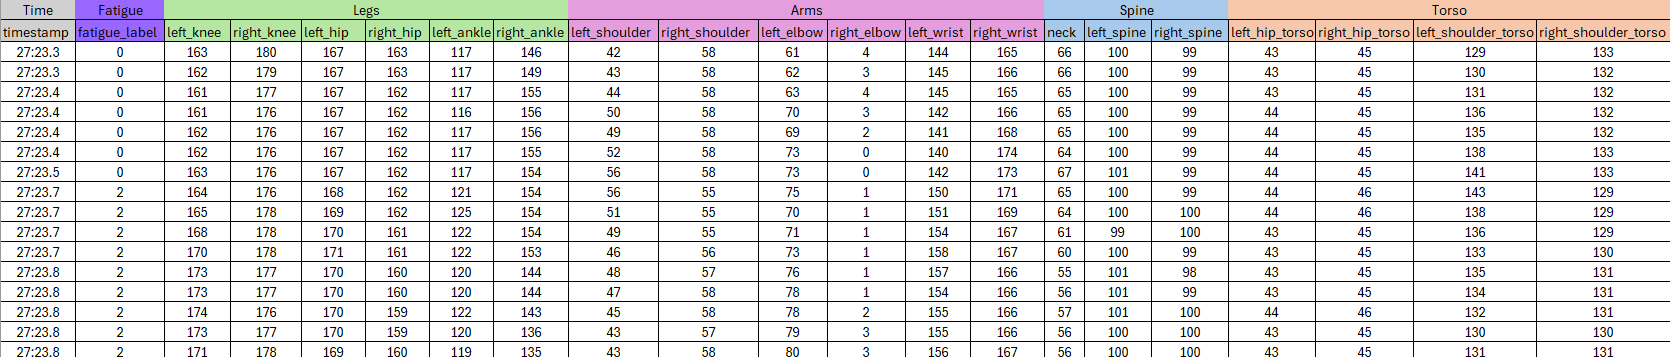 Time Fatigue Legs Arms Spine Torso
timestamp fatigue_label left_knee right_knee left_hip right_hip left_ankle right_ankle left_shoulder right_shoulder left_elbow right_elbow left_wrist right_wrist neck left_spine right_spine left_hip_torso right_hip_torso left_shoulder_torso right_shoulder_torso
27:23.3 0 163 180 167 163 117 146 42 58 61 4 144 165 66 100 99 43 45 129 133
27:23.3 0 162 179 167 163 117 149 43 58 62 3 145 166 66 100 99 43 45 130 132
27:23.4 0 161 177 167 162 117 155 44 58 63 4 145 165 65 100 99 43 45 131 132
27:23.4 0 161 176 167 162 116 156 50 58 70 3 142 166 65 100 99 44 45 136 132
27:23.4 0 162 176 167 162 117 156 49 58 69 2 141 168 65 100 99 44 45 135 132
27:23.4 0 162 176 167 162 117 155 52 58 73 0 140 174 64 100 99 44 45 138 133
27:23.5 0 163 176 167 162 117 154 56 58 73 0 142 173 67 101 99 44 45 141 133
27:23.7 2 164 176 168 162 121 154 56 55 75 1 150 171 65 100 99 44 46 143 129
27:23.7 2 165 178 169 162 125 154 51 55 70 1 151 169 64 100 100 44 46 138 129
27:23.7 2 168 178 170 161 122 154 49 55 71 1 154 167 61 99 100 43 45 136 129
27:23.7 2 170 178 171 161 122 153 46 56 73 1 158 167 60 100 99 43 45 133 130
27:23.8 2 173 177 170 160 120 144 48 57 76 1 157 166 55 101 98 43 45 135 131
27:23.8 2 173 177 170 160 120 144 47 58 78 1 154 166 56 101 99 43 45 134 131
27:23.8 2 174 176 170 159 122 143 45 58 78 2 155 166 57 101 100 44 46 132 131
27:23.8 2 173 177 170 159 120 136 43 57 79 3 155 166 56 100 100 43 45 130 130
27:23.8 2 171 178 169 160 119 135 43 58 80 3 156 167 56 100 100 43 45 131 131